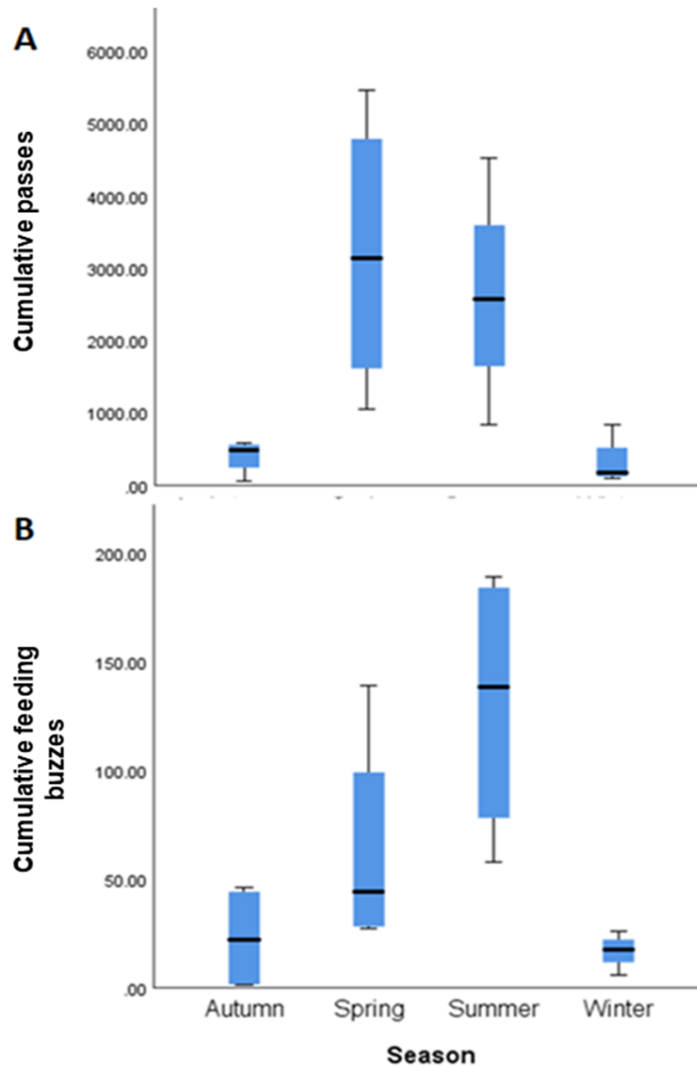 A
Cumulative passes
6000.00
5000.00
4000.00
3000.00
2000.00
1000.00
.00
B
Cumulative feeding
buzzes
200.00
150.00
100.00
50.00
.00
Autumn Spring Summer Winter
Season